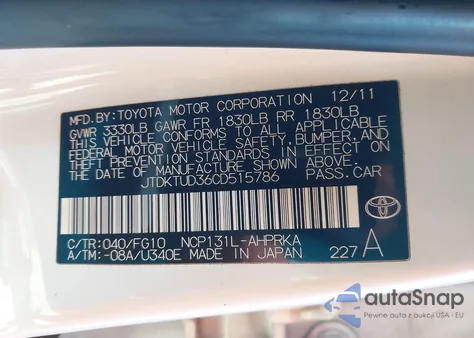 MFD. BY: TOYOTA MOTOR CORPORATION 12/11
GVWR 3330LB GAWR FR 1830LB RR 1830LB
THIS VEHICLE CONFORMS TO ALL APPLICABLE
FEDERAL MOTOR VEHICLE SAFETY, BUMPER, AND
THEFT PREVENTION STANDARDS IN EFFECT ON
THE DATE OF MANUFACTURE SHOWN ABOVE.
JTDKTUD36CD515786 PASS. CAR
C/TR: 040/FG10 NCP131L-AHPRKA
A/TM: -08A/U340E MADE IN JAPAN 227 A
TOYOTA
autoSnap
Pewne auto z aukcji USA i EU